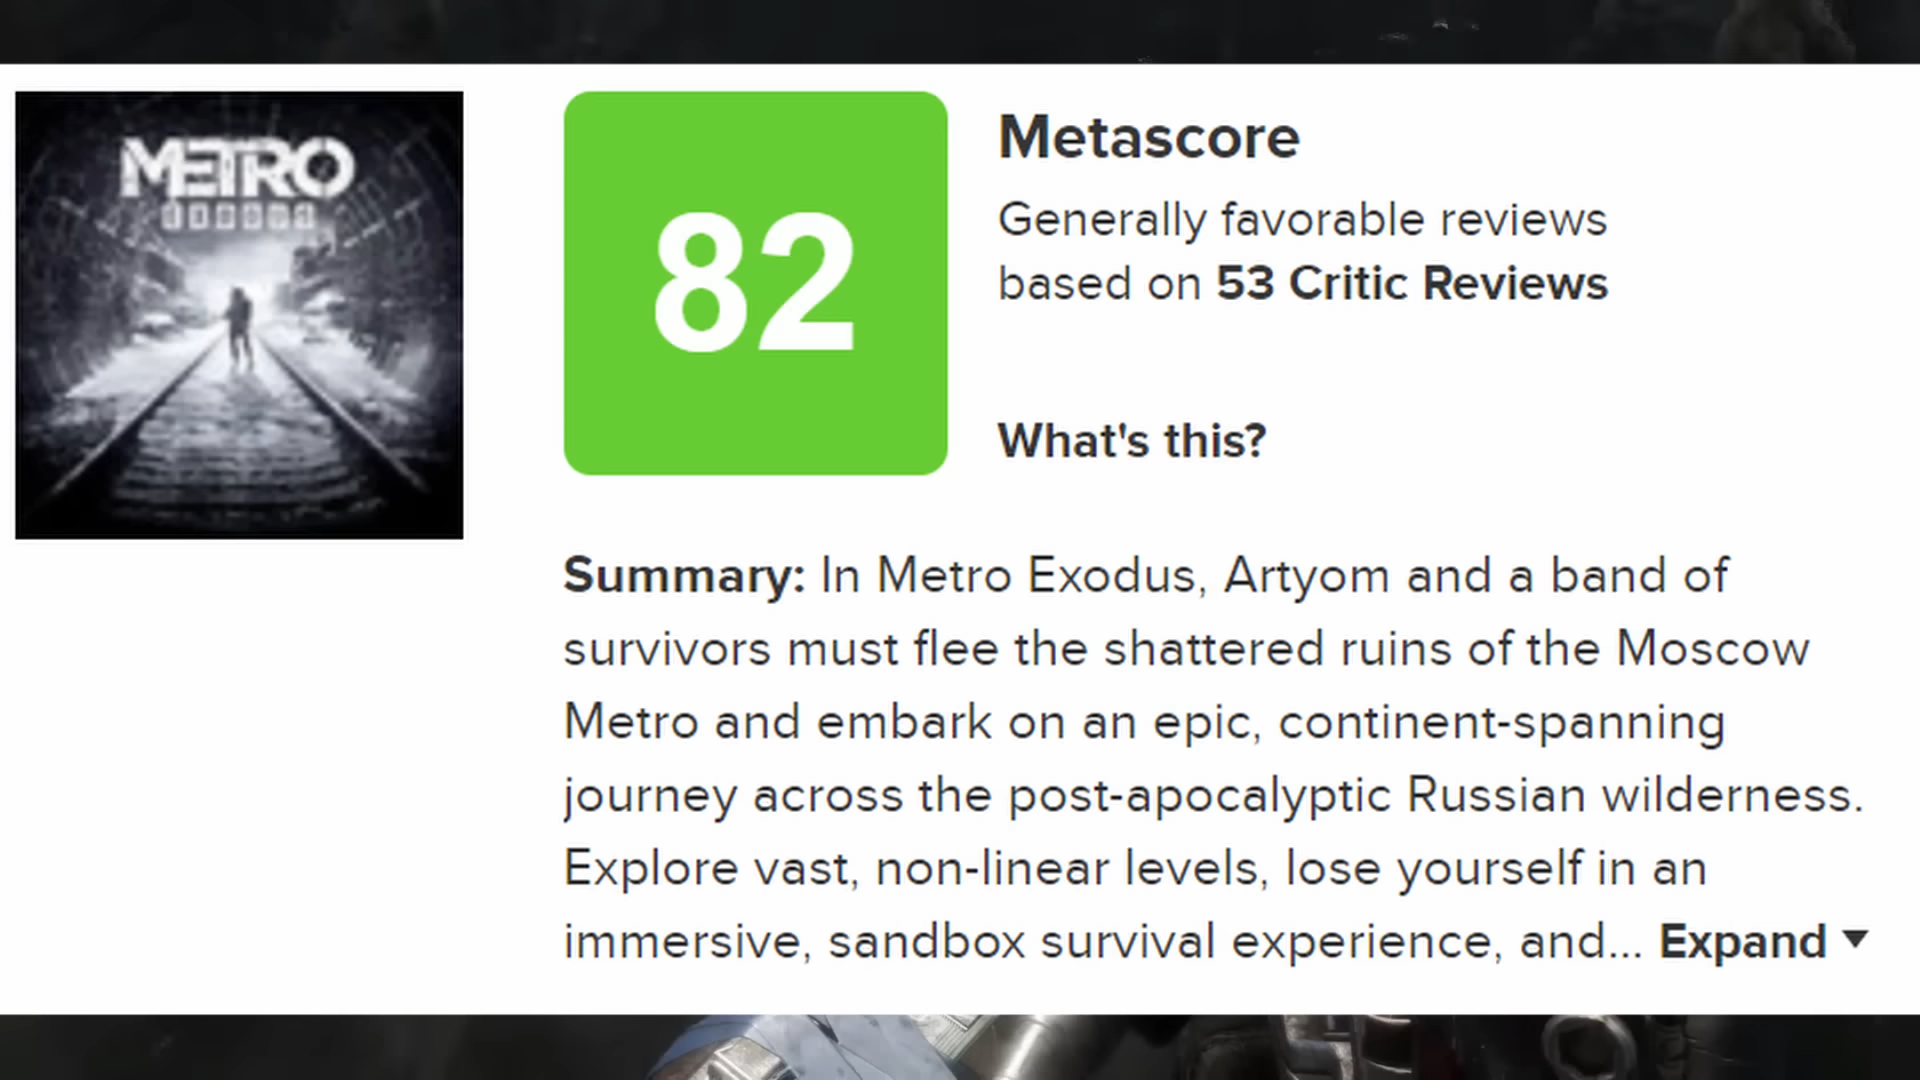 METRO
82
Metascore
Generally favorable reviews
based on 53 Critic Reviews
What's this?
Summary: In Metro Exodus, Artyom and a band of
survivors must flee the shattered ruins of the Moscow
Metro and embark on an epic, continent-spanning
journey across the post-apocalyptic Russian wilderness.
Explore vast, non-linear levels, lose yourself in an
immersive, sandbox survival experience, and... Expand